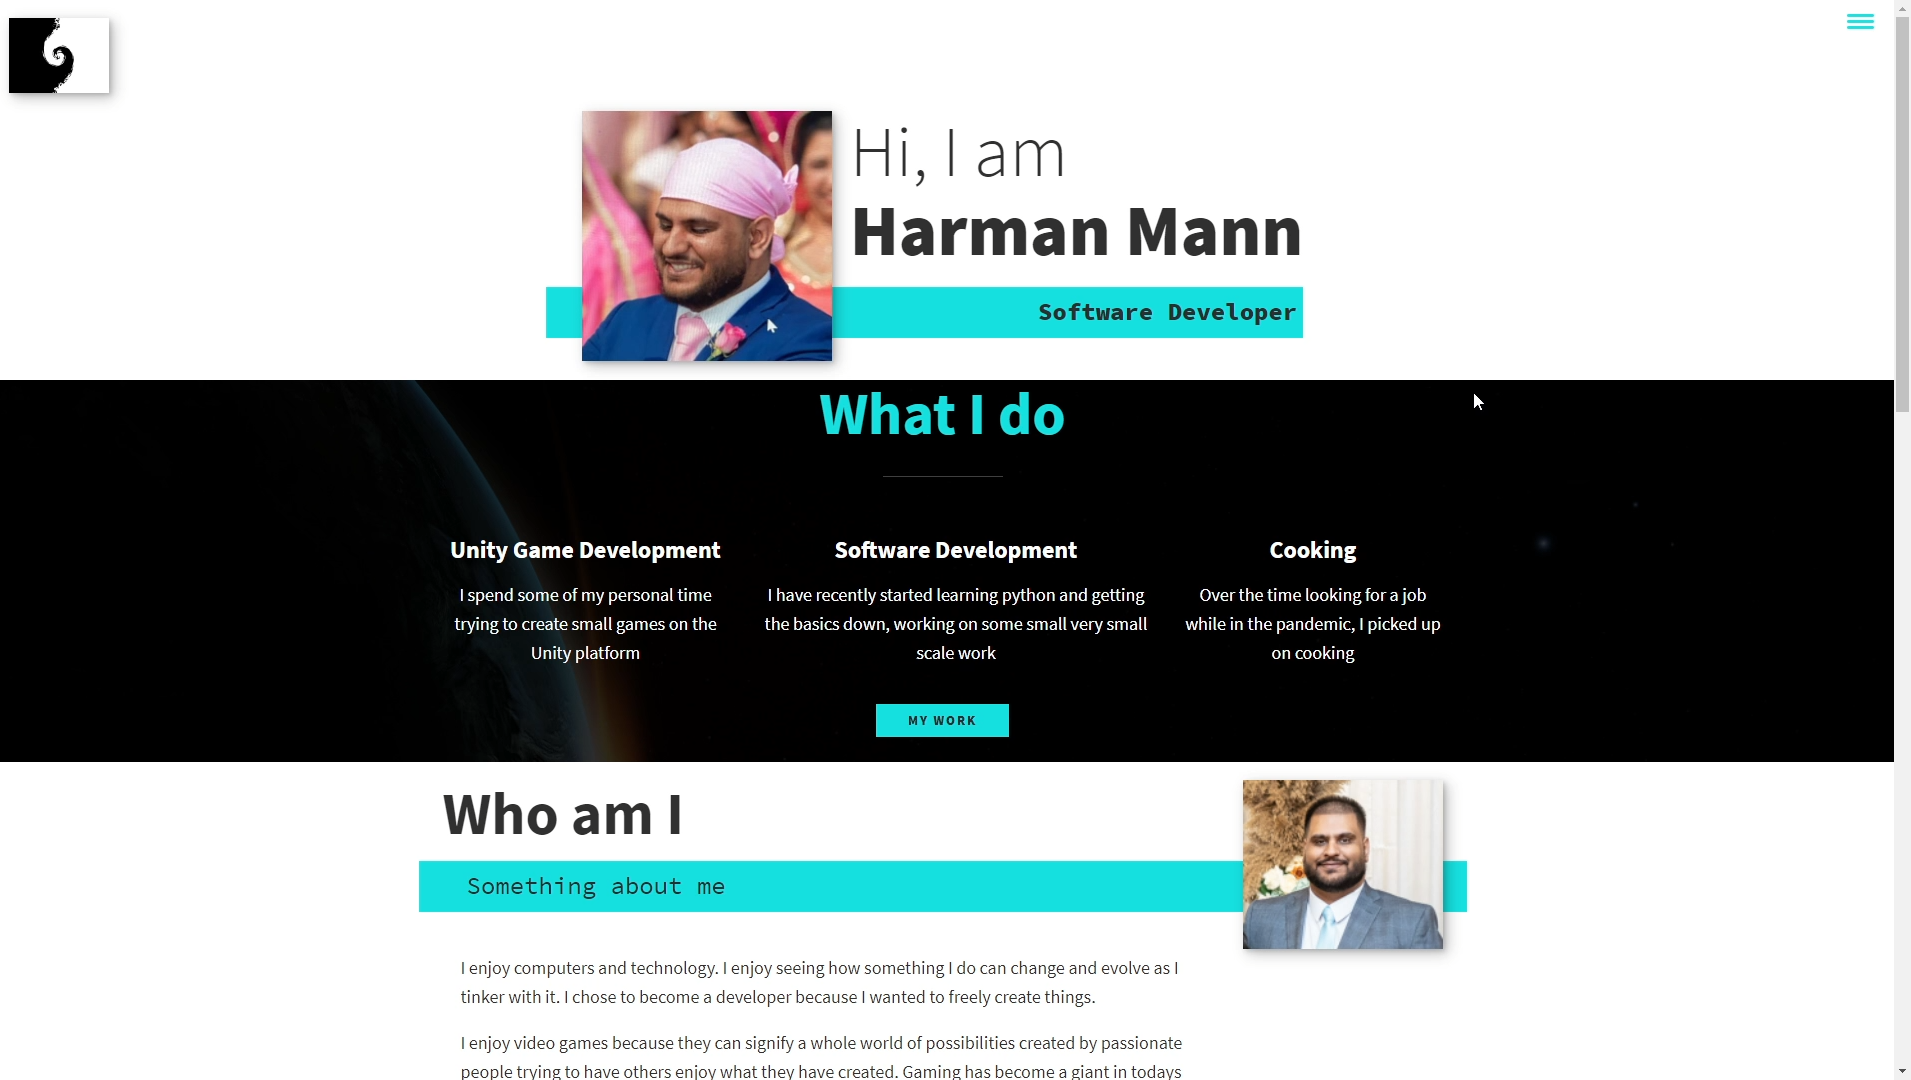 Hi, I am
Harman Mann
Software Developer
What I do
Unity Game Development
I spend some of my personal time
trying to create small games on the
Unity platform
Software Development
I have recently started learning python and getting
the basics down, working on some small very small
scale work
Cooking
Over the time looking for a job
while in the pandemic, I picked up
on cooking
MY WORK
Who am I
Something about me
I enjoy computers and technology. I enjoy seeing how something I do can change and evolve as I
tinker with it. I chose to become a developer because I wanted to freely create things.
I enjoy video games because they can signify a whole world of possibilities created by passionate
people trying to have others enjoy what they have created. Gaming has become a giant in todays